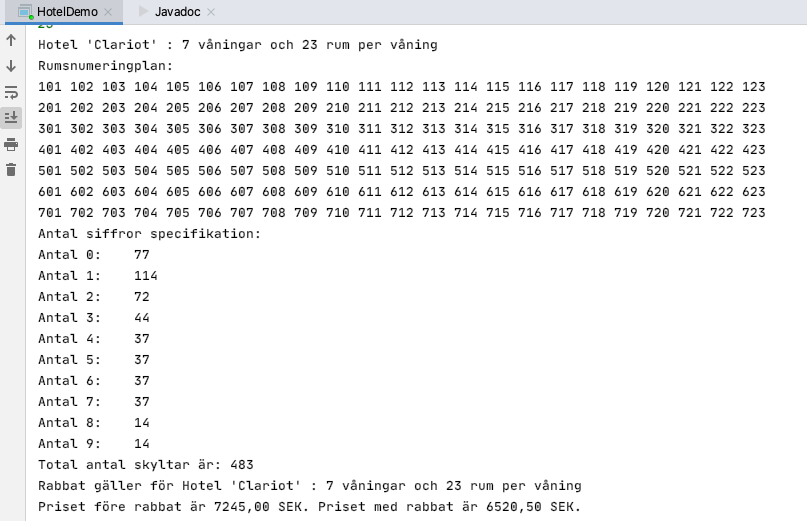 HotelDemo Javadoc
23
Hotel 'Clariot' : 7 våningar och 23 rum per våning
Rumsnumeringplan:
101 102 103 104 105 106 107 108 109 110 111 112 113 114 115 116 117 118 119 120 121 122 123
201 202 203 204 205 206 207 208 209 210 211 212 213 214 215 216 217 218 219 220 221 222 223
301 302 303 304 305 306 307 308 309 310 311 312 313 314 315 316 317 318 319 320 321 322 323
401 402 403 404 405 406 407 408 409 410 411 412 413 414 415 416 417 418 419 420 421 422 423
501 502 503 504 505 506 507 508 509 510 511 512 513 514 515 516 517 518 519 520 521 522 523
601 602 603 604 605 606 607 608 609 610 611 612 613 614 615 616 617 618 619 620 621 622 623
701 702 703 704 705 706 707 708 709 710 711 712 713 714 715 716 717 718 719 720 721 722 723
Antal siffror specifikation:
Antal 0: 77
Antal 1: 114
Antal 2: 72
Antal 3: 44
Antal 4: 37
Antal 5: 37
Antal 6: 37
Antal 7: 37
Antal 8: 14
Antal 9: 14
Total antal skyltar är: 483
Rabbat gäller för Hotel 'Clariot' : 7 våningar och 23 rum per våning
Priset före rabbat är 7245,00 SEK. Priset med rabbat är 6520,50 SEK.